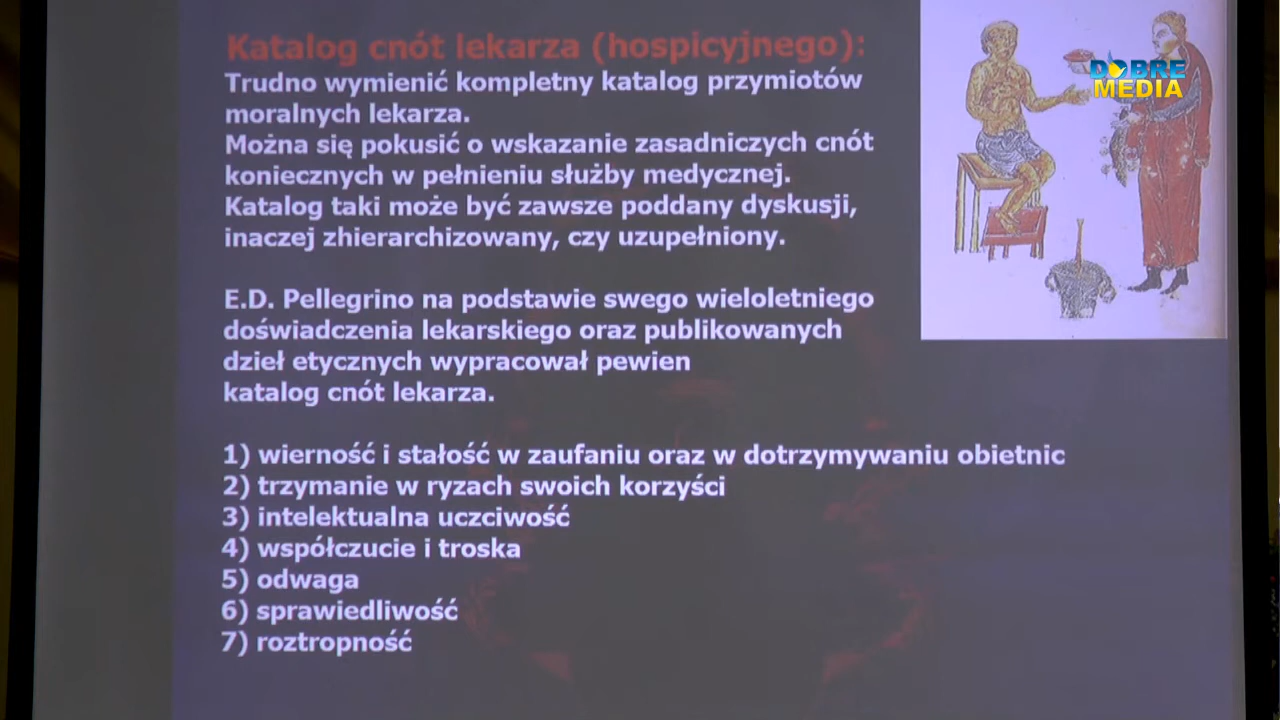 Katalog cnót lekarza (hospicyjnego):
Trudno wymienić kompletny katalog przymiotów
moralnych lekarza.
Można się pokusić o wskazanie zasadniczych cnót
koniecznych w pełnieniu służby medycznej.
Katalog taki może być zawsze poddany dyskusji,
inaczej zhierarchizowany, czy uzupełniony.
E.D. Pellegrino na podstawie swego wieloletniego
doświadczenia lekarskiego oraz publikowanych
dzieł etycznych wypracował pewien
katalog cnót lekarza.
1) wierność i stałość w zaufaniu oraz w dotrzymywaniu obietnic
2) trzymanie w ryzach swoich korzyści
3) intelektualna uczciwość
4) współczucie i troska
5) odwaga
6) sprawiedliwość
7) roztropność
DOBRE
MEDIA